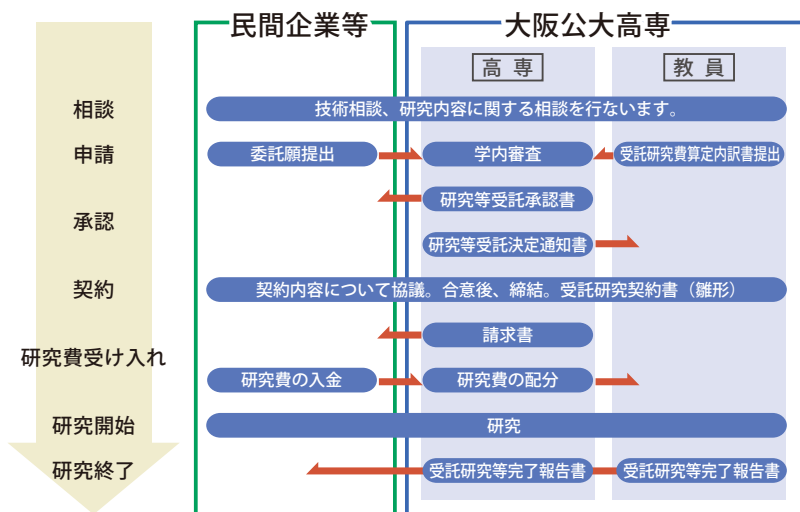 民間企業等
大阪公大高専
高専
教員
相談
技術相談、研究内容に関する相談を行ないます。
申請
委託願提出
学内審査
受託研究費算定内訳書提出
承認
研究等受託承認書
研究等受託決定通知書
契約
契約内容について協議。合意後、締結。受託研究契約書（雛形）
請求書
研究費受け入れ
研究費の入金
研究費の配分
研究開始
研究
研究終了
受託研究等完了報告書
受託研究等完了報告書